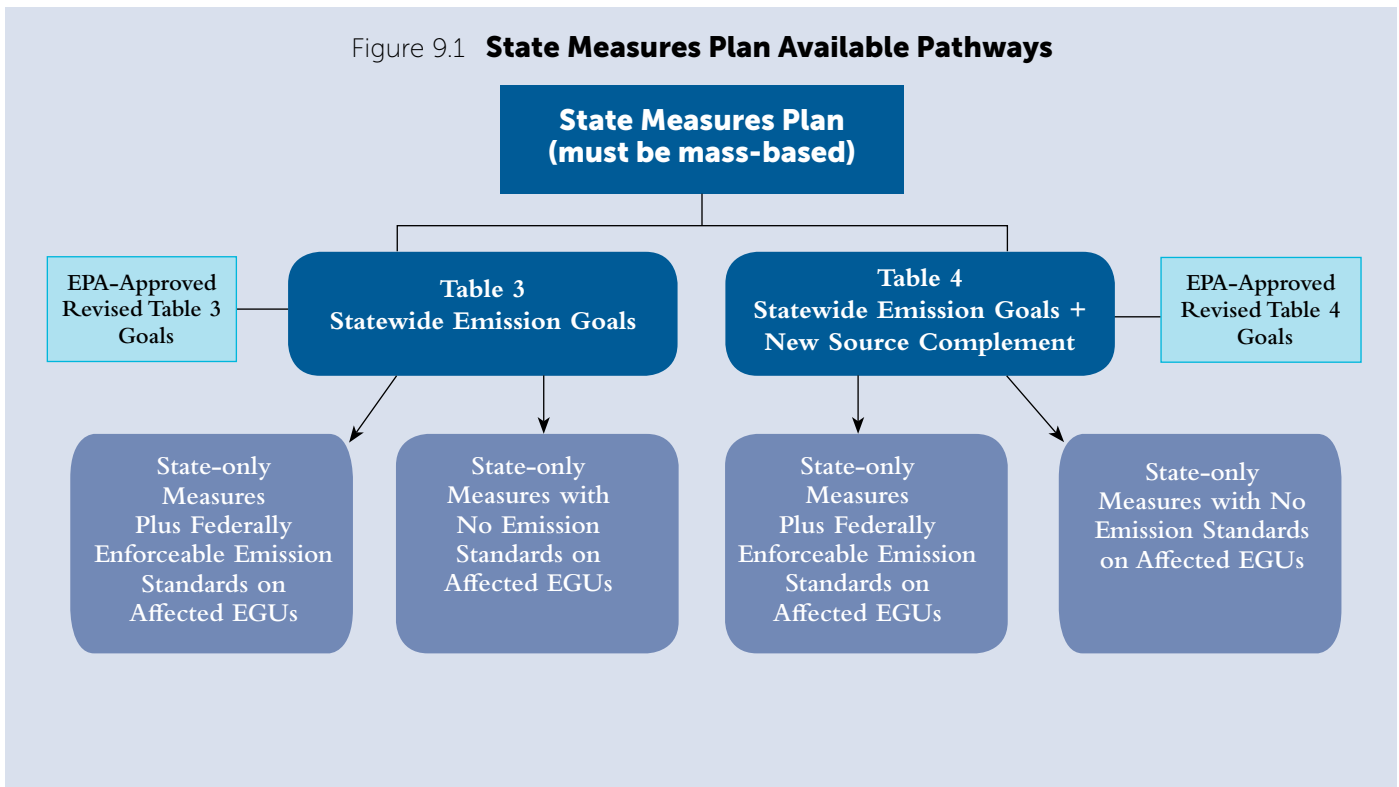 Figure 9.1 State Measures Plan Available Pathways
State Measures Plan
(must be mass-based)
EPA-Approved
Revised Table 3
Goals
Table 3
Statewide Emission Goals
Table 4
Statewide Emission Goals +
New Source Complement
EPA-Approved
Revised Table 4
Goals
State-only
Measures
Plus Federally
Enforceable Emission
Standards on
Affected EGUs
State-only
Measures with
No Emission
Standards on
Affected EGUs
State-only
Measures
Plus Federally
Enforceable Emission
Standards on
Affected EGUs
State-only
Measures with No
Emission Standards
on Affected EGUs